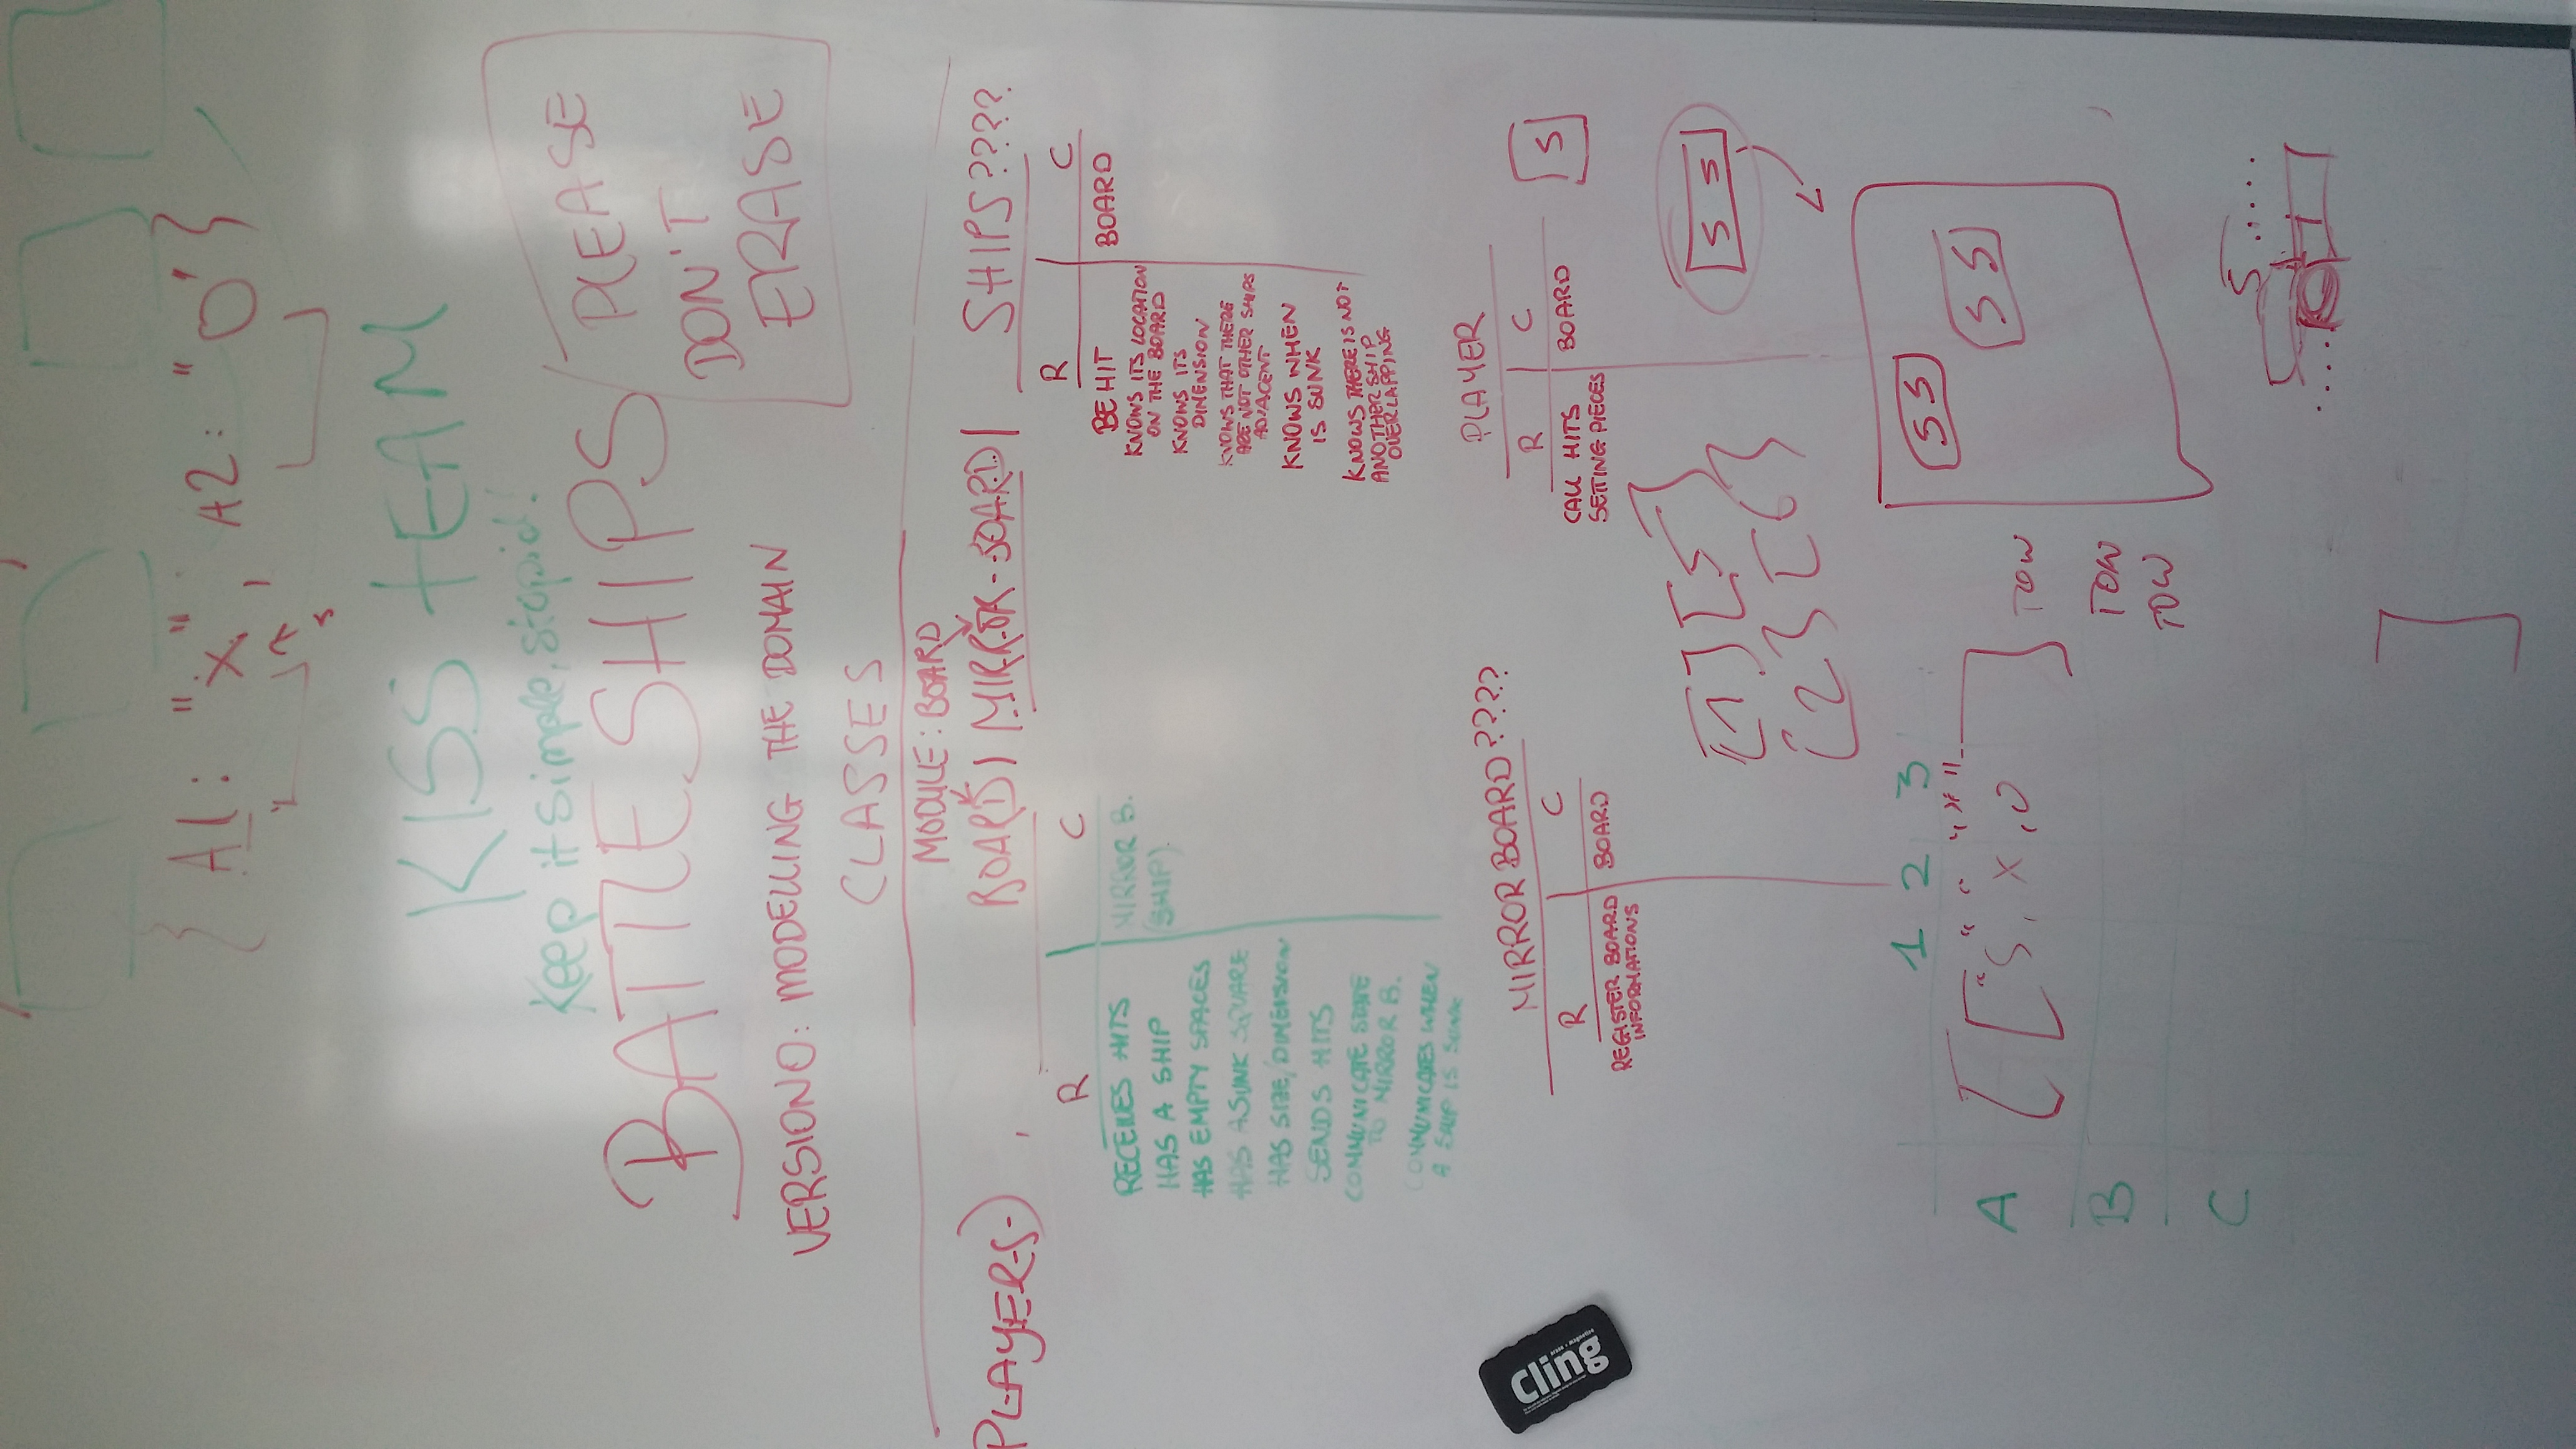 { A1: "X", A2: "O" }
KISS tEAM
Keep it simple, stupid!
BATTLESHIPS
PLEASE
DON'T
ERASE
VERSION 0: MODELLING THE DOMAIN
CLASSES
MODULE: BOARD
PLAYERS
BOARD | MIRROR-BOARD |
SHIPS????
R C
RECEIVES HITS
HAS A SHIP
HAS EMPTY SPACES
HAS A SUNK SQUARE
HAS SIZE/DIMENSION
SENDS HITS
COMMUNICATE STATE
TO MIRROR B.
COMMUNICATES WHEN
A SHIP IS SUNK
MIRROR B.
(SHIP)
R C
BE HIT
KNOWS ITS LOCATION
ON THE BOARD
KNOWS ITS
DIMENSION
KNOWS THAT THERE
ARE NOT OTHER SHIPS
ADJACENT
KNOWS WHEN
IS SUNK
KNOWS THERE IS NOT
ANOTHER SHIP
OVERLAPPING
BOARD
MIRROR BOARD????
R C
REGISTER BOARD
INFORMATIONS
BOARD
PLAYER
R C
CALL HITS
SETTING PIECES
BOARD
S
S S
[1] [5]
[2] [6]
1 2 3
A [ [ "S", "X", "O" ]
B
C
]
S S
S S
S .....
cling